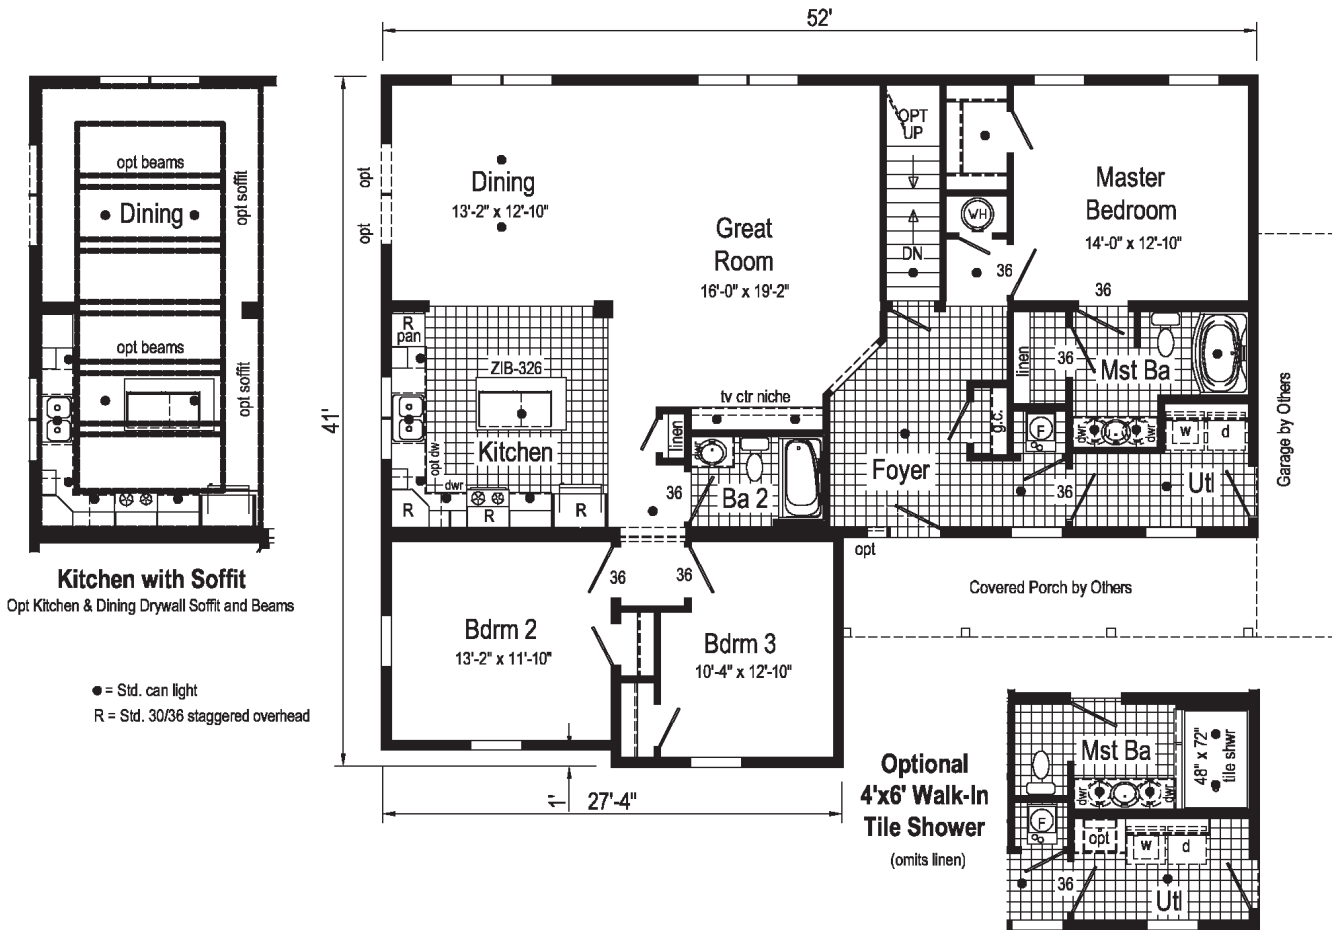 52'
41'
opt beams
Dining
opt soffit
opt beams
opt soffit
Kitchen with Soffit
Opt Kitchen & Dining Drywall Soffit and Beams
● = Std. can light
R = Std. 30/36 staggered overhead
opt
opt
Dining
13'-2" x 12'-10"
Great
Room
16'-0" x 19'-2"
OPT
UP
DN
WH
36
Master
Bedroom
14'-0" x 12'-10"
36
R
pan
ZIB-326
Kitchen
opt dw
dwr
R
R
R
linen
tv ctr niche
dwr
36
Ba 2
Foyer
g.c.
linen
36
Mst Ba
F
dwr
dwr
w
d
36
Utl
opt
Garage by Others
Covered Porch by Others
36
36
Bdrm 2
13'-2" x 11'-10"
Bdrm 3
10'-4" x 12'-10"
1'
27'-4"
Optional
4'x6' Walk-In
Tile Shower
(omits linen)
Mst Ba
48" x 72"
tile shwr
dwr
dwr
F
opt
w
d
36
Utl